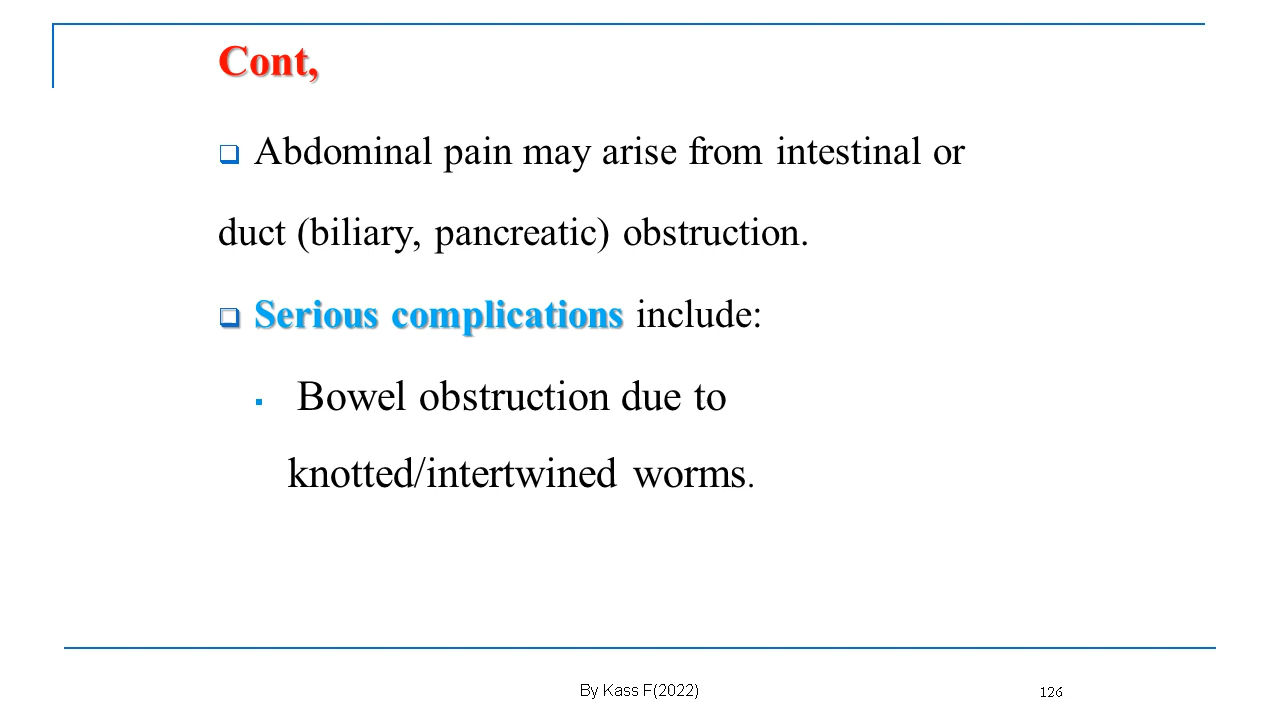 Cont,
Abdominal pain may arise from intestinal or
duct (biliary, pancreatic) obstruction.
Serious complications include:
Bowel obstruction due to
knotted/intertwined worms.
By Kass F(2022)
126